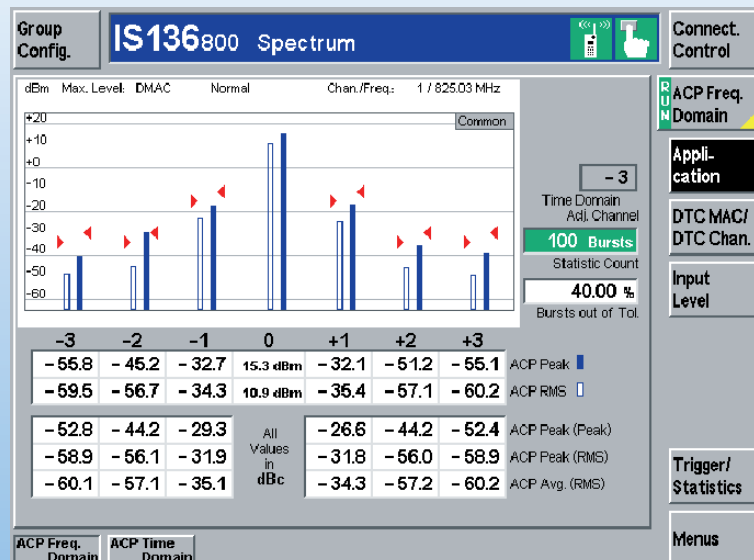 Group
Config.
IS136800 Spectrum
Connect.
Control
dBm Max. Level: DMAC Normal Chan./Freq.: 1 / 825.03 MHz
RUN
ACP Freq.
Domain
+20
Common
+10
+0
-10
-20
-30
-40
-50
-60
Appli-
cation
- 3
Time Domain
Adj. Channel
100 Bursts
Statistic Count
40.00 %
Bursts out of Tol.
DTC MAC/
DTC Chan.
Input
Level
-3 -2 -1 0 +1 +2 +3
- 55.8 - 45.2 - 32.7 15.3 dBm - 32.1 - 51.2 - 55.1 ACP Peak
- 59.5 - 56.7 - 34.3 10.9 dBm - 35.4 - 57.1 - 60.2 ACP RMS
- 52.8 - 44.2 - 29.3 - 26.6 - 44.2 - 52.4 ACP Peak (Peak)
- 58.9 - 56.1 - 31.9 - 31.8 - 56.0 - 58.9 ACP Peak (RMS)
- 60.1 - 57.1 - 35.1 - 34.3 - 57.2 - 60.2 ACP Avg. (RMS)
All
Values
in
dBc
Trigger/
Statistics
Menus
ACP Freq.
Domain
ACP Time
Domain